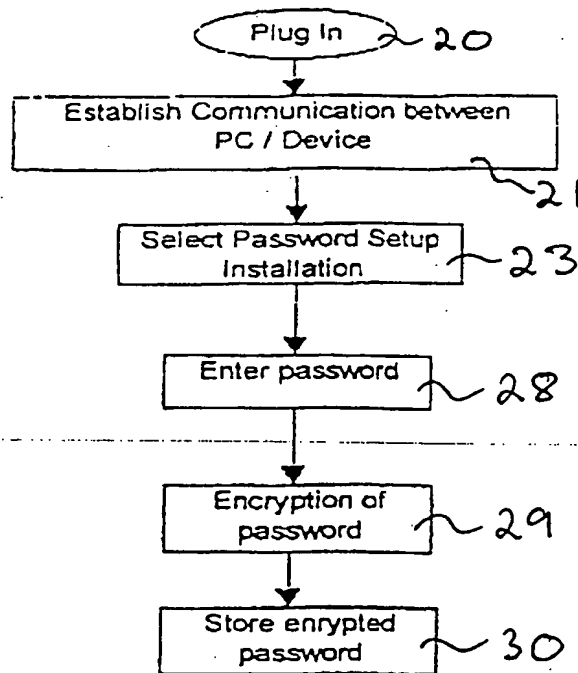 Plug In
20
Establish Communication between
PC / Device
21
Select Password Setup
Installation
23
Enter password
28
Encryption of
password
29
Store enrypted
password
30